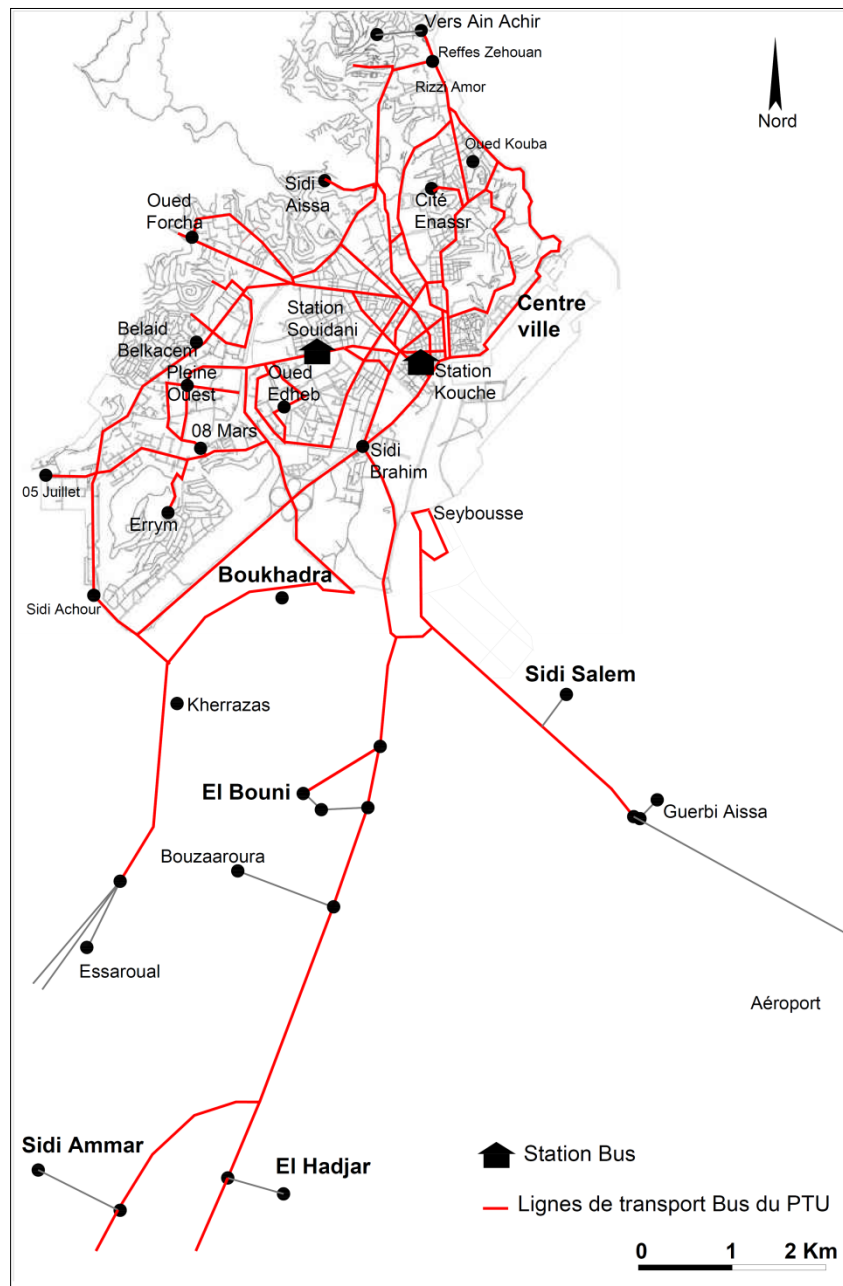 Vers Ain Achir
Reffes Zehouan
Rizzi Amor
Nord
Oued Kouba
Sidi
Aissa
Cité
Enassr
Oued
Forcha
Centre
ville
Station
Souidani
Belaid
Belkacem
Station
Kouche
Pleine
Ouest
Oued
Edheb
08 Mars
Sidi
Brahim
05 Juillet
Errym
Seybousse
Boukhadra
Sidi Achour
Sidi Salem
Kherrazas
El Bouni
Guerbi Aissa
Bouzaaroura
Essaroual
Aéroport
Sidi Ammar
El Hadjar
Station Bus
Lignes de transport Bus du PTU
0 1 2 Km